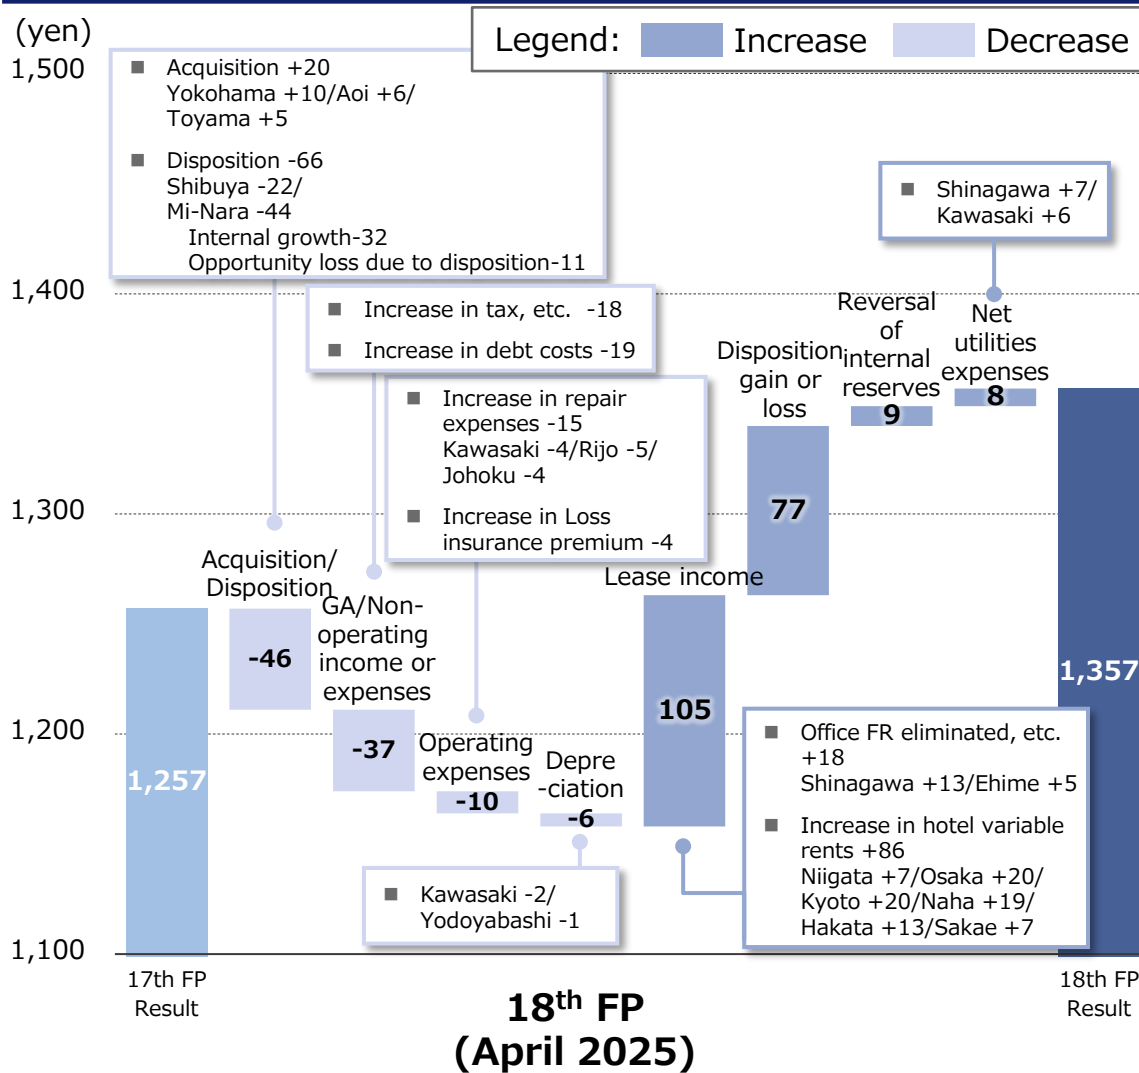 (yen)
Legend: Increase Decrease
1,500
■ Acquisition +20
Yokohama +10/Aoi +6/
Toyama +5
■ Disposition -66
Shibuya -22/
Mi-Nara -44
Internal growth-32
Opportunity loss due to disposition-11
■ Shinagawa +7/
Kawasaki +6
1,400
■ Increase in tax, etc. -18
■ Increase in debt costs -19
■ Increase in repair
expenses -15
Kawasaki -4/Rijo -5/
Johoku -4
■ Increase in Loss
insurance premium -4
Disposition
gain or
loss
Reversal
of
internal
reserves
Net
utilities
expenses
9
8
1,300
77
Acquisition/
Disposition
-46
GA/Non-
operating
income or
expenses
-37
Operating
expenses
-10
Depre
-ciation
-6
Lease income
105
1,200
1,257
1,357
■ Kawasaki -2/
Yodoyabashi -1
■ Office FR eliminated, etc.
+18
Shinagawa +13/Ehime +5
■ Increase in hotel variable
rents +86
Niigata +7/Osaka +20/
Kyoto +20/Naha +19/
Hakata +13/Sakae +7
1,100
17th FP
Result
18th FP
(April 2025)
18th FP
Result